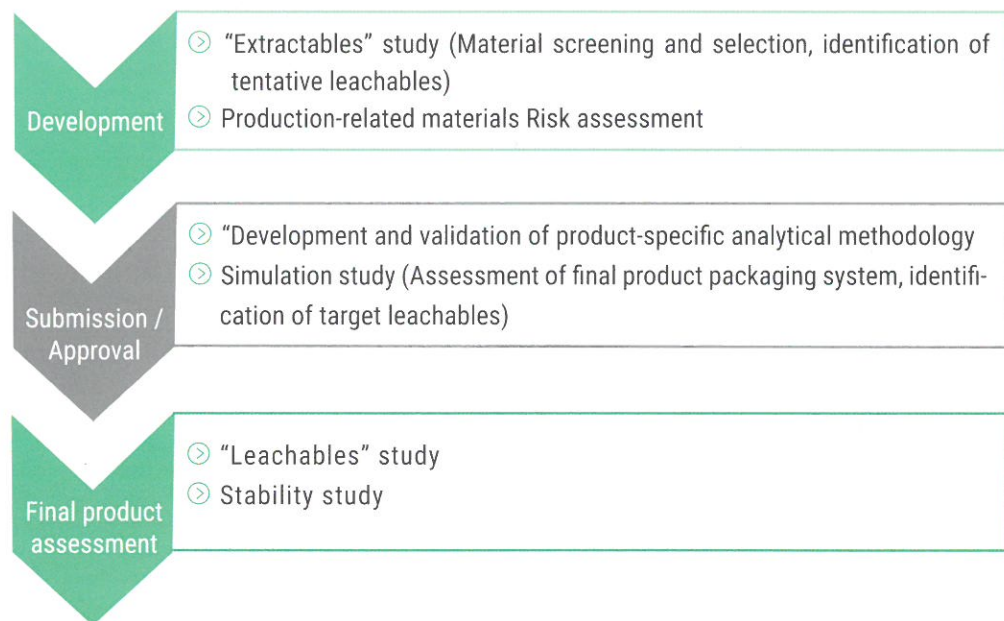 “Extractables” study (Material screening and selection, identification of
tentative leachables)
Production-related materials Risk assessment
Development
“Development and validation of product-specific analytical methodology
Simulation study (Assessment of final product packaging system, identifi-
cation of target leachables)
Submission /
Approval
“Leachables” study
Stability study
Final product
assessment